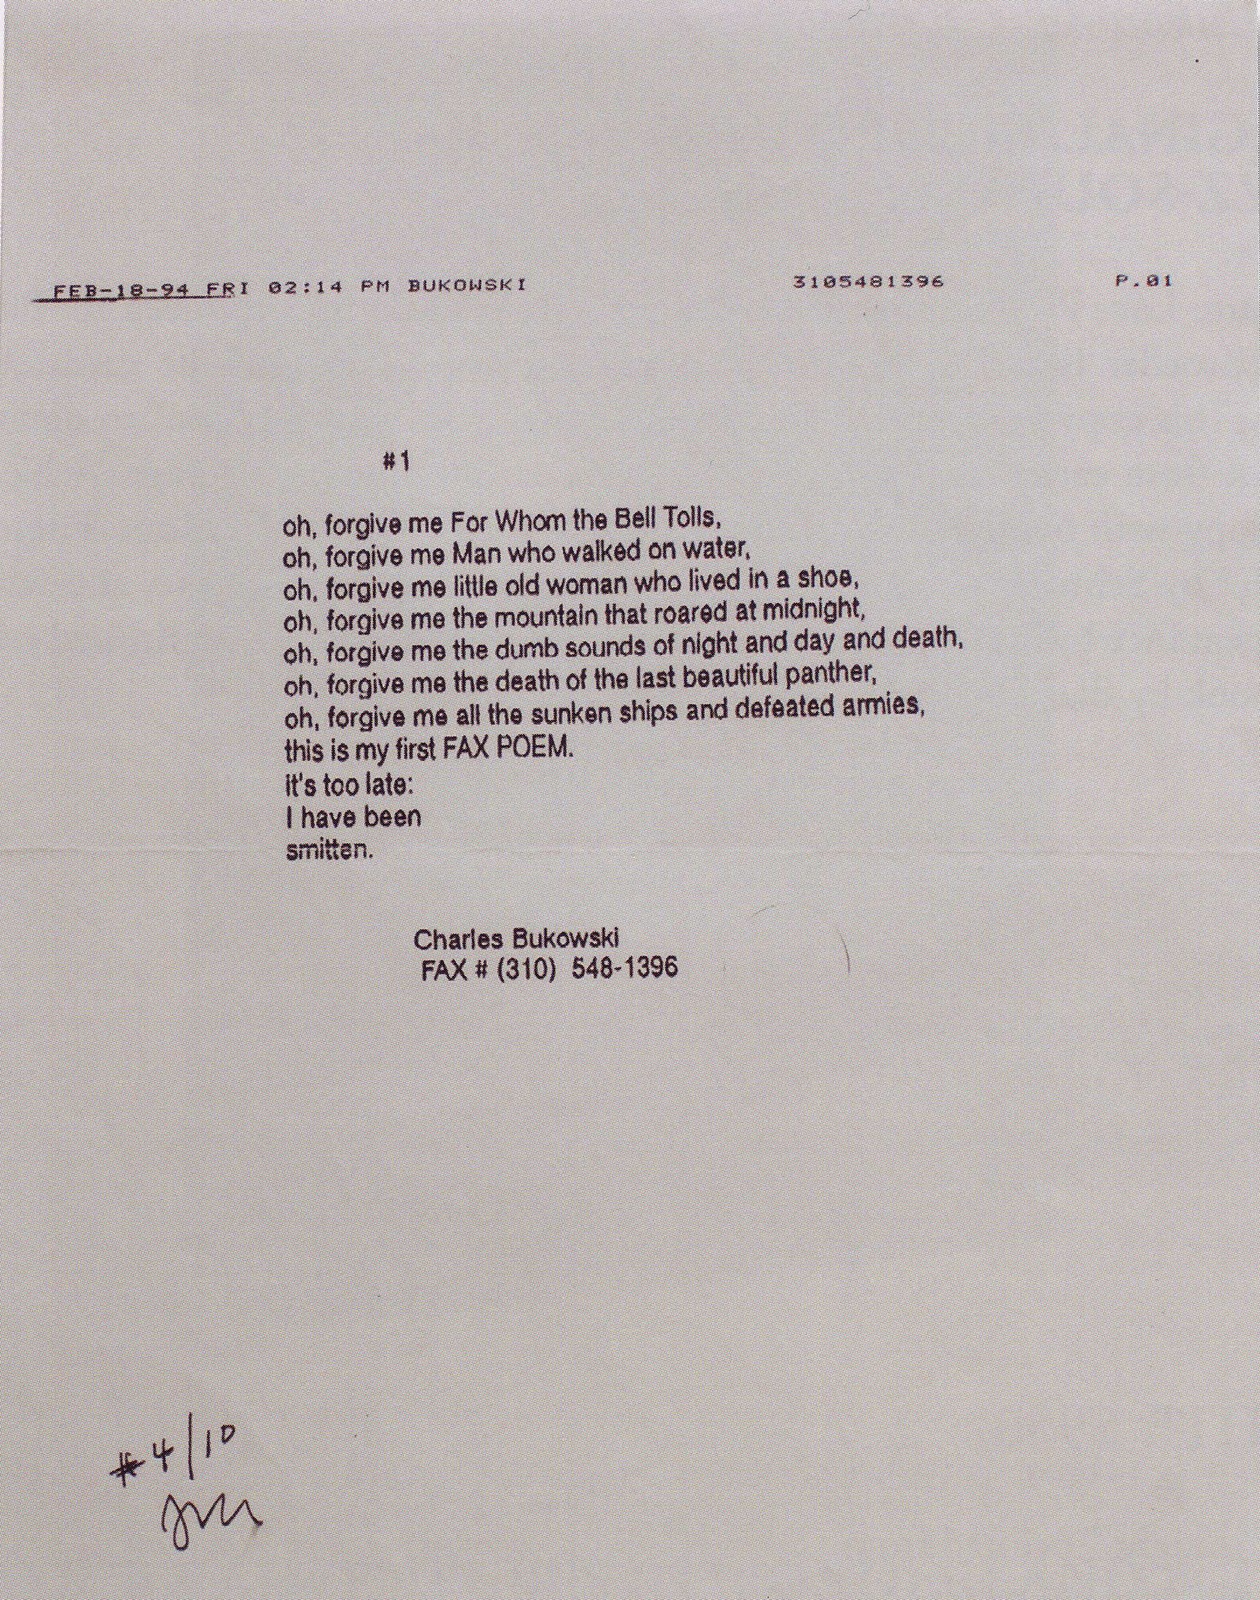 FEB-18-94 FRI 02:14 PM BUKOWSKI 3105481396 P.01
#1
oh, forgive me For Whom the Bell Tolls,
oh, forgive me Man who walked on water,
oh, forgive me little old woman who lived in a shoe,
oh, forgive me the mountain that roared at midnight,
oh, forgive me the dumb sounds of night and day and death,
oh, forgive me the death of the last beautiful panther,
oh, forgive me all the sunken ships and defeated armies,
this is my first FAX POEM.
it's too late:
I have been
smitten.
Charles Bukowski
FAX # (310) 548-1396
#4/10